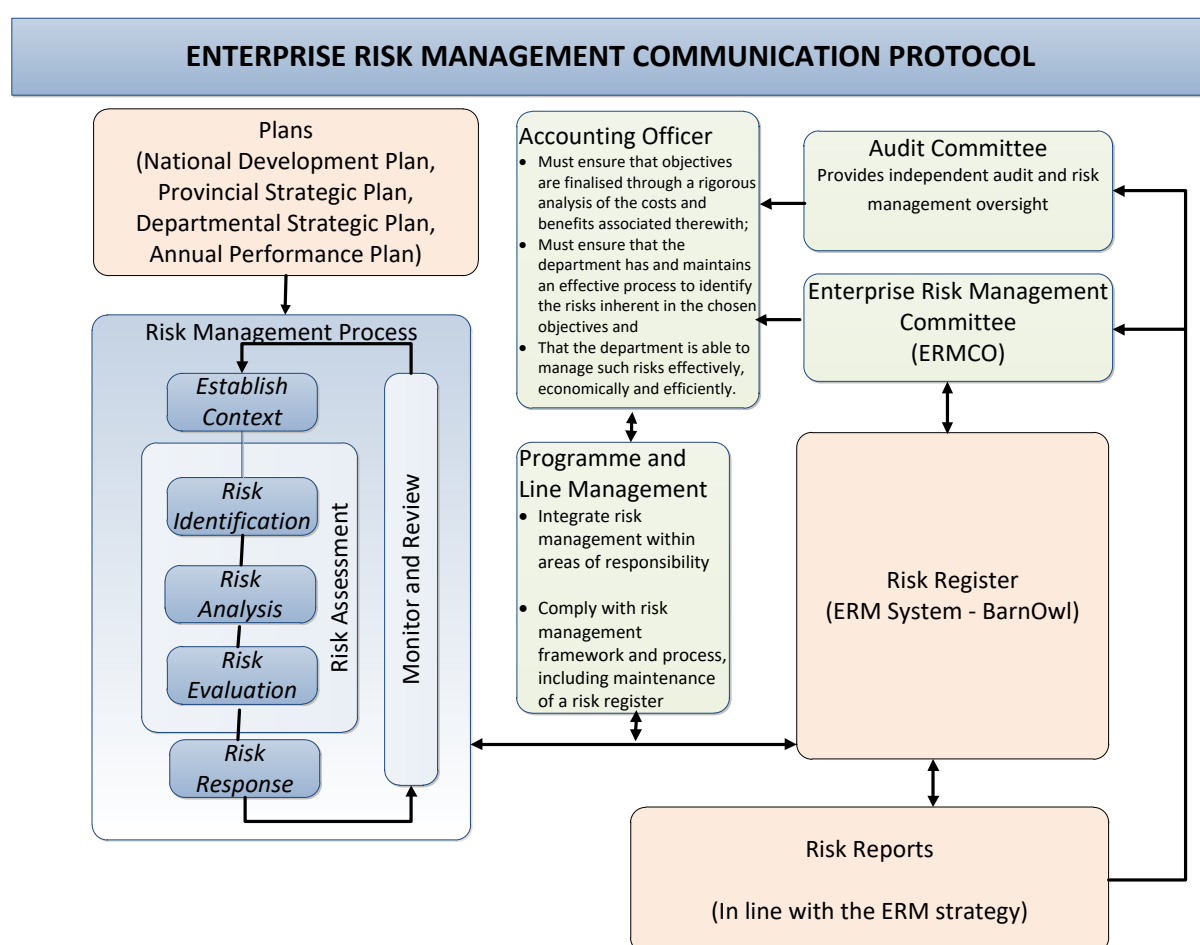 ENTERPRISE RISK MANAGEMENT COMMUNICATION PROTOCOL
Plans
(National Development Plan,
Provincial Strategic Plan,
Departmental Strategic Plan,
Annual Performance Plan)
Risk Management Process
Establish
Context
Risk
Identification
Risk
Analysis
Risk
Evaluation
Risk Assessment
Risk
Response
Monitor and Review
Accounting Officer
• Must ensure that objectives
are finalised through a rigorous
analysis of the costs and
benefits associated therewith;
• Must ensure that the
department has and maintains
an effective process to identify
the risks inherent in the chosen
objectives and
• That the department is able to
manage such risks effectively,
economically and efficiently.
Programme and
Line Management
• Integrate risk
management within
areas of responsibility
• Comply with risk
management
framework and process,
including maintenance
of a risk register
Audit Committee
Provides independent audit and risk
management oversight
Enterprise Risk Management
Committee
(ERMCO)
Risk Register
(ERM System - BarnOwl)
Risk Reports
(In line with the ERM strategy)